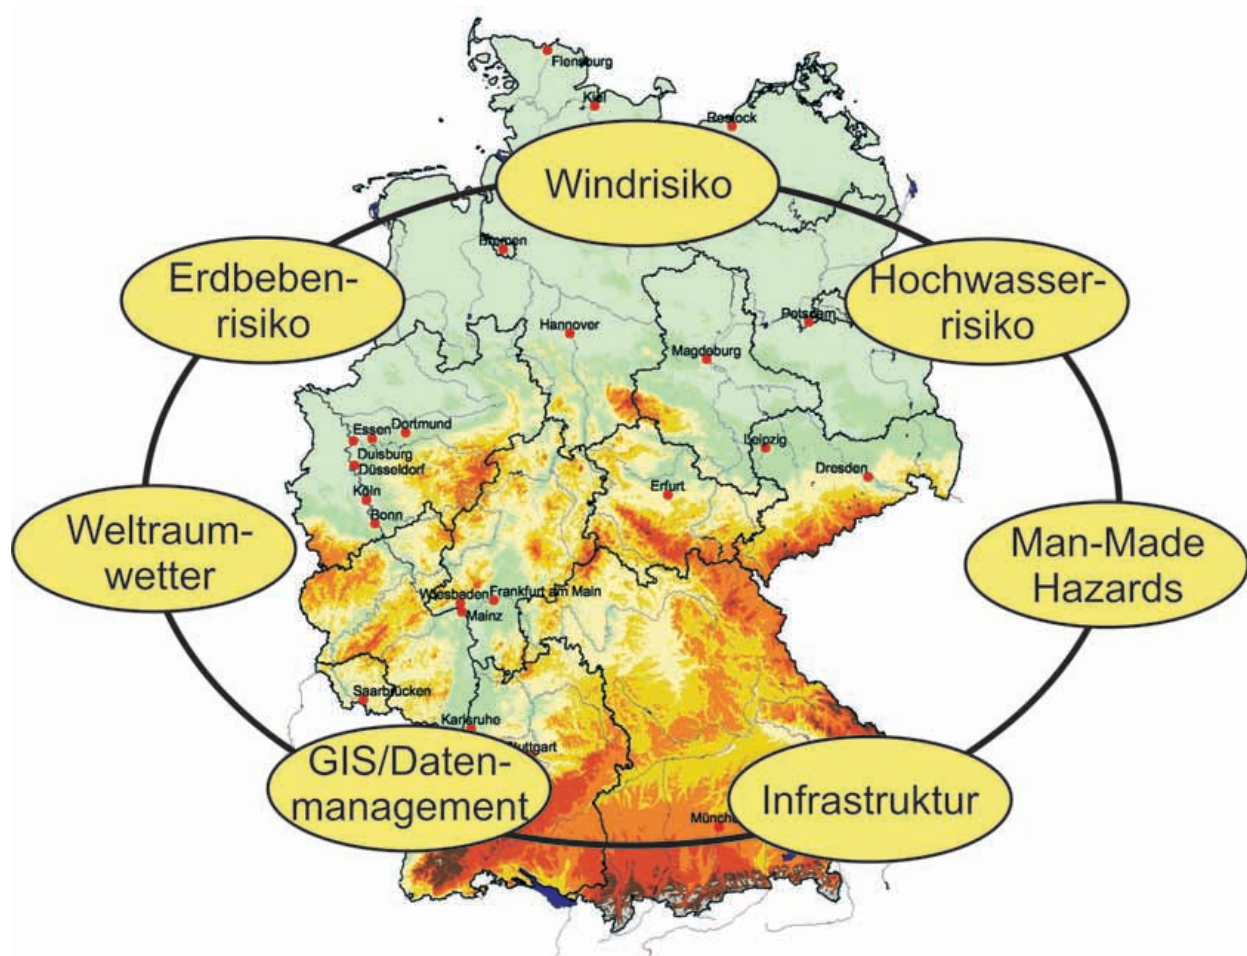 Flensburg
Kiel
Rostock
Windrisiko
Bremen
Erdbeben-
risiko
Hochwasser-
risiko
Potsdam
Hannover
Magdeburg
Essen
Dortmund
Duisburg
Düsseldorf
Leipzig
Dresden
Köln
Erfurt
Bonn
Weltraum-
wetter
Man-Made
Hazards
Wiesbaden
Frankfurt am Main
Mainz
Saarbrücken
Karlsruhe
GIS/Daten-
management
Infrastruktur